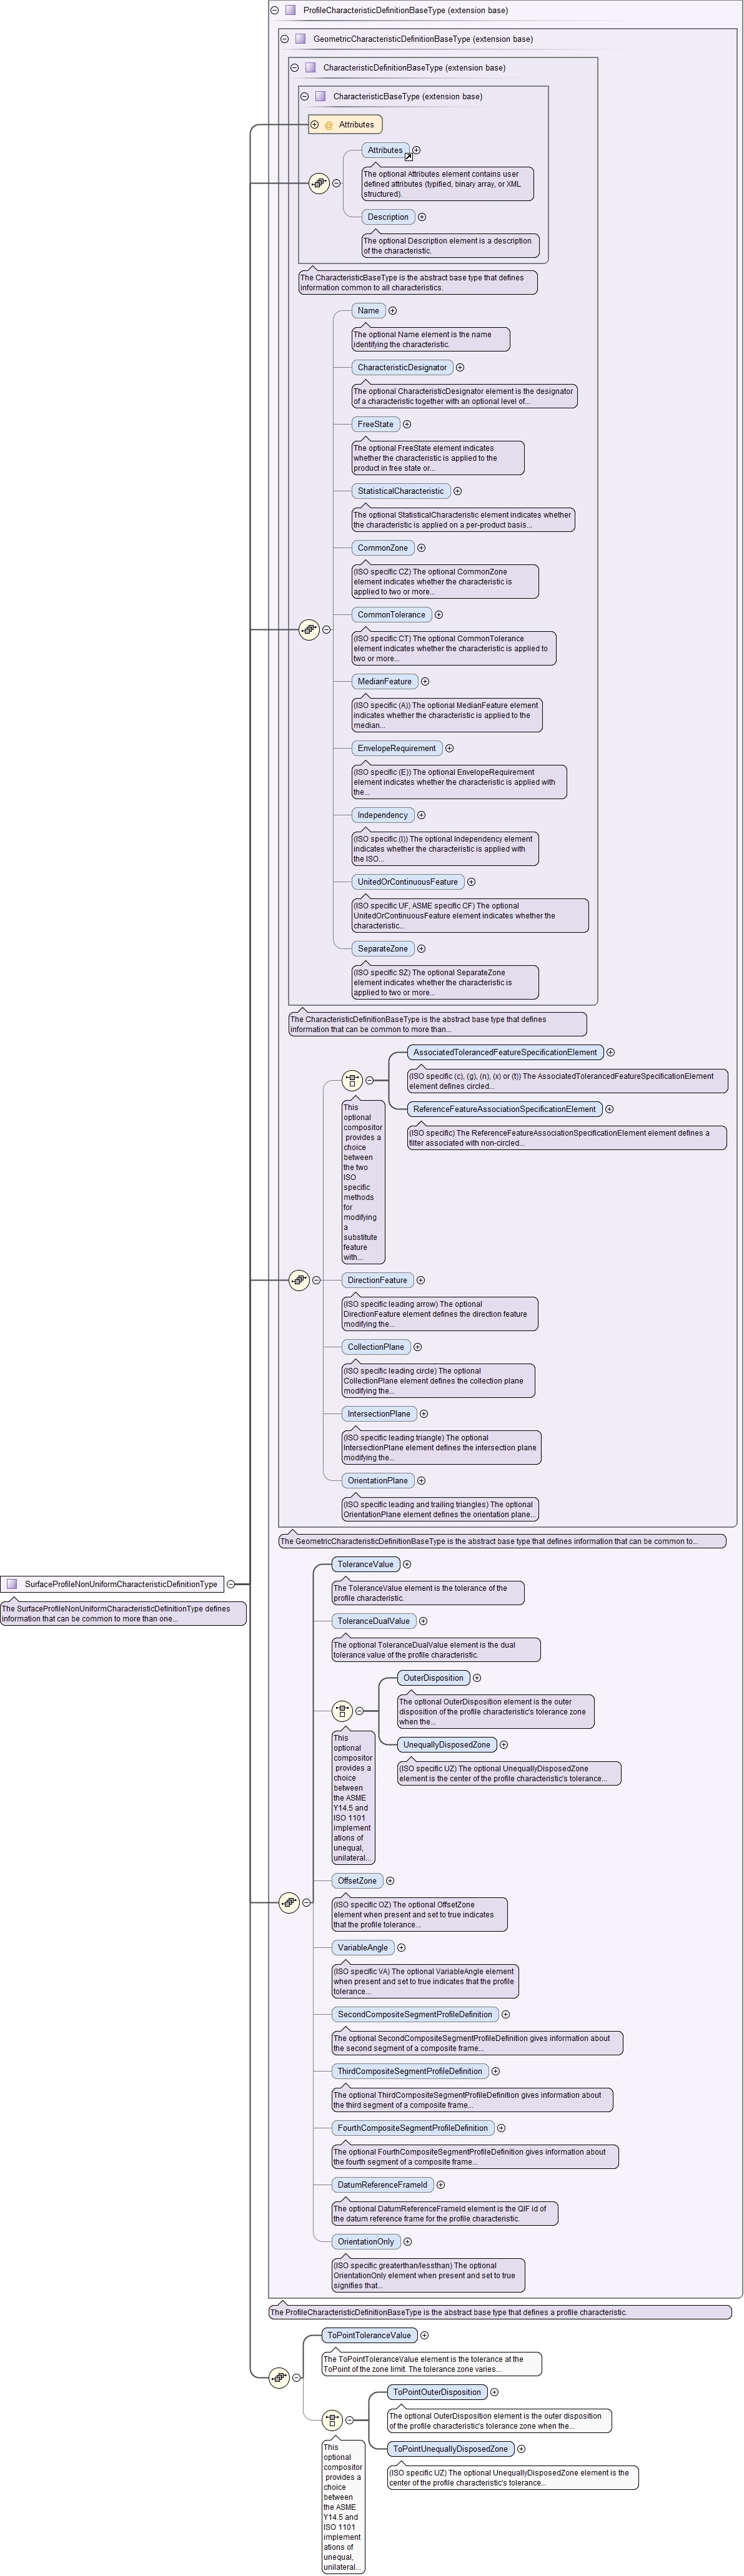 ProfileCharacteristicDefinitionBaseType (extension base)
GeometricCharacteristicDefinitionBaseType (extension base)
CharacteristicDefinitionBaseType (extension base)
CharacteristicBaseType (extension base)
@ Attributes
Attributes
The optional Attributes element contains user
defined attributes (typified, binary array, or XML
structured).
Description
The optional Description element is a description
of the characteristic.
The CharacteristicBaseType is the abstract base type that defines
information common to all characteristics.
Name
The optional Name element is the name
identifying the characteristic.
CharacteristicDesignator
The optional CharacteristicDesignator element is the designator
of a characteristic together with an optional level of...
FreeState
The optional FreeState element indicates
whether the characteristic is applied to the
product in free state or...
StatisticalCharacteristic
The optional StatisticalCharacteristic element indicates whether
the characteristic is applied on a per-product basis...
CommonZone
(ISO specific CZ) The optional CommonZone
element indicates whether the characteristic is
applied to two or more...
CommonTolerance
(ISO specific CT) The optional CommonTolerance
element indicates whether the characteristic is applied to
two or more...
MedianFeature
(ISO specific (A)) The optional MedianFeature element
indicates whether the characteristic is applied to the
median...
EnvelopeRequirement
(ISO specific (E)) The optional EnvelopeRequirement
element indicates whether the characteristic is applied with
the...
Independency
(ISO specific (I)) The optional Independency element
indicates whether the characteristic is applied with
the ISO...
UnitedOrContinuousFeature
(ISO specific UF, ASME specific CF) The optional
UnitedOrContinuousFeature element indicates whether the
characteristic...
SeparateZone
(ISO specific SZ) The optional SeparateZone
element indicates whether the characteristic is
applied to two or more...
The CharacteristicDefinitionBaseType is the abstract base type that defines
information that can be common to more than...
AssociatedTolerancedFeatureSpecificationElement
(ISO specific (c), (g), (n), (x) or (t)) The AssociatedTolerancedFeatureSpecificationElement
element defines circled...
ReferenceFeatureAssociationSpecificationElement
(ISO specific) The ReferenceFeatureAssociationSpecificationElement element defines a
filter associated with non-circled...
This
optional
compositor
provides a
choice
between
the two
ISO
specific
methods
for
modifying
a
substitute
feature
with...
DirectionFeature
(ISO specific leading arrow) The optional
DirectionFeature element defines the direction feature
modifying the...
CollectionPlane
(ISO specific leading circle) The optional
CollectionPlane element defines the collection plane
modifying the...
IntersectionPlane
(ISO specific leading triangle) The optional
IntersectionPlane element defines the intersection plane
modifying the...
OrientationPlane
(ISO specific leading and trailing triangles) The optional
OrientationPlane element defines the orientation plane...
The GeometricCharacteristicDefinitionBaseType is the abstract base type that defines information that can be common to...
SurfaceProfileNonUniformCharacteristicDefinitionType
The SurfaceProfileNonUniformCharacteristicDefinitionType defines
information that can be common to more than one...
ToleranceValue
The ToleranceValue element is the tolerance of the
profile characteristic.
ToleranceDualValue
The optional ToleranceDualValue element is the dual
tolerance value of the profile characteristic.
OuterDisposition
The optional OuterDisposition element is the outer
disposition of the profile characteristic's tolerance zone
when the...
UnequallyDisposedZone
(ISO specific UZ) The optional UnequallyDisposedZone
element is the center of the profile characteristic's tolerance...
This
optional
compositor
provides a
choice
between
the ASME
Y14.5 and
ISO 1101
implement
ations of
unequal,
unilateral...
OffsetZone
(ISO specific OZ) The optional OffsetZone
element when present and set to true indicates
that the profile tolerance...
VariableAngle
(ISO specific VA) The optional VariableAngle element
when present and set to true indicates that the profile
tolerance...
SecondCompositeSegmentProfileDefinition
The optional SecondCompositeSegmentProfileDefinition gives information about
the second segment of a composite frame...
ThirdCompositeSegmentProfileDefinition
The optional ThirdCompositeSegmentProfileDefinition gives information about
the third segment of a composite frame...
FourthCompositeSegmentProfileDefinition
The optional FourthCompositeSegmentProfileDefinition gives information about
the fourth segment of a composite frame...
DatumReferenceFrameId
The optional DatumReferenceFrameId element is the QIF id of
the datum reference frame for the profile characteristic.
OrientationOnly
(ISO specific greaterthan/lessthan) The optional
OrientationOnly element when present and set to true
signifies that...
The ProfileCharacteristicDefinitionBaseType is the abstract base type that defines a profile characteristic.
ToPointToleranceValue
The ToPointToleranceValue element is the tolerance at the
ToPoint of the zone limit. The tolerance zone varies...
ToPointOuterDisposition
The optional OuterDisposition element is the outer disposition
of the profile characteristic's tolerance zone when the...
ToPointUnequallyDisposedZone
(ISO specific UZ) The optional UnequallyDisposedZone element is the
center of the profile characteristic's tolerance...
This
optional
compositor
provides a
choice
between
the ASME
Y14.5 and
ISO 1101
implement
ations of
unequal,
unilateral...